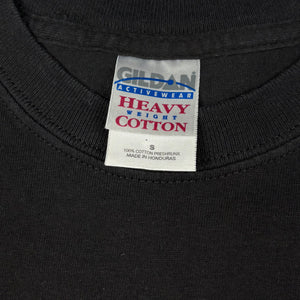 GILDAN
ACTIVEWEAR
HEAVY
WEIGHT
COTTON
S
100% COTTON PRESHRUNK
MADE IN HONDURAS